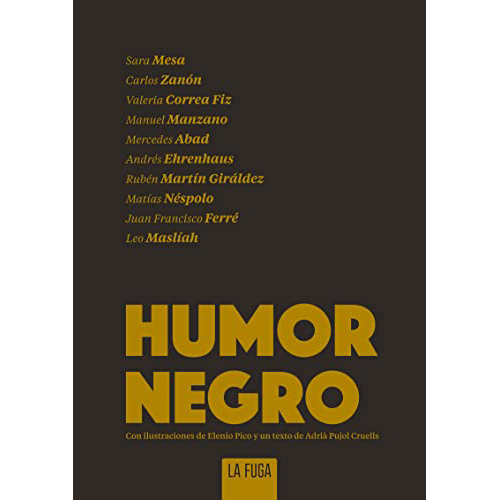 Sara Mesa
Carlos Zanón
Valeria Correa Fiz
Manuel Manzano
Mercedes Abad
Andrés Ehrenhaus
Rubén Martín Giráldez
Matías Néspolo
Juan Francisco Ferré
Leo Maslíah
HUMOR
NEGRO
Con ilustraciones de Elenio Pico y un texto de Adrià Pujol Cruells
LA FUGA